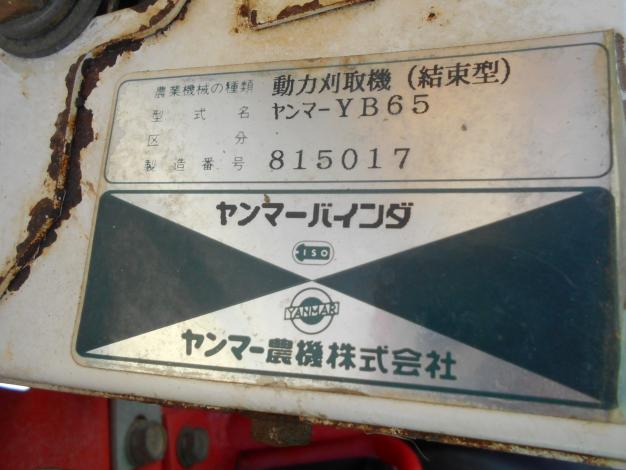 農業機械の種類 動力刈取機(結束型)
型式名 ヤンマーYB65
区分
製造番号 815017
ヤンマーバインダ
ISO
YANMAR
ヤンマー農機株式会社